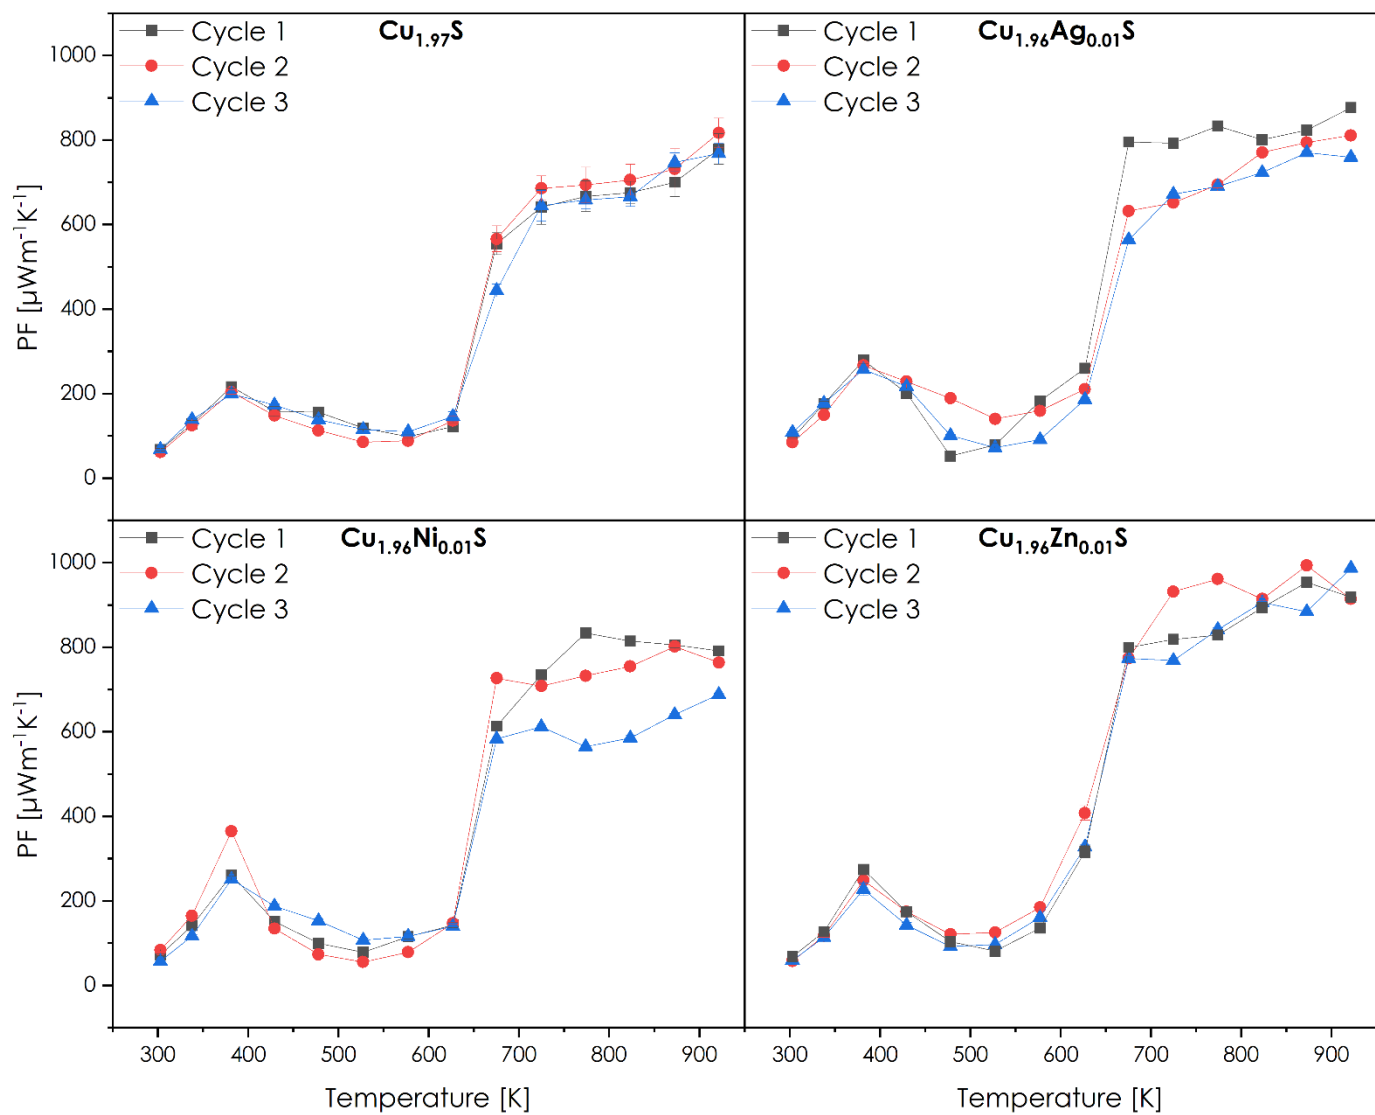 Cu₁.₉₇S
Cycle 1
Cycle 2
Cycle 3
Cu₁.₉₆Ag₀.₀₁S
Cycle 1
Cycle 2
Cycle 3
PF [µWm⁻¹K⁻¹]
1000
800
600
400
200
0
Cu₁.₉₆Ni₀.₀₁S
Cycle 1
Cycle 2
Cycle 3
Cu₁.₉₆Zn₀.₀₁S
Cycle 1
Cycle 2
Cycle 3
PF [µWm⁻¹K⁻¹]
1000
800
600
400
200
0
300 400 500 600 700 800 900
300 400 500 600 700 800 900
Temperature [K]
Temperature [K]